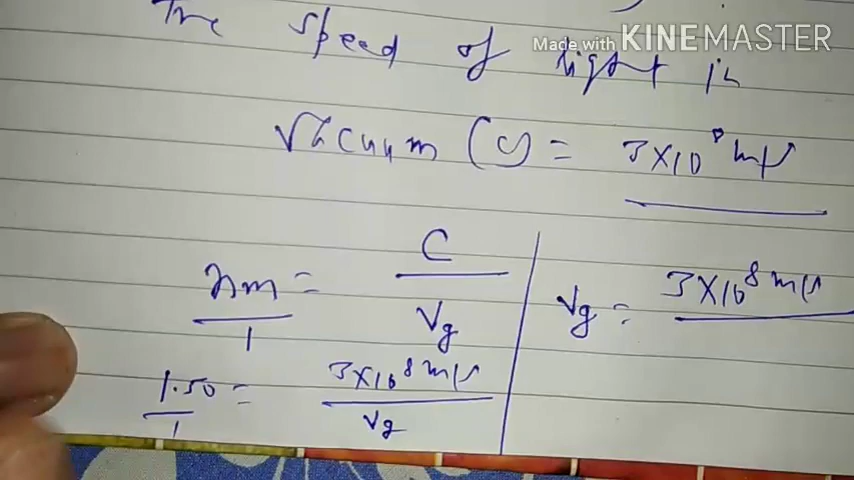 Made with KINEMASTER
The speed of light in
Vacuum (c) = 3×10⁸ m/s
nm/1 = C/Vg
Vg = 3×10⁸ m/s
1.50/1 = 3×10⁸ m/s / Vg